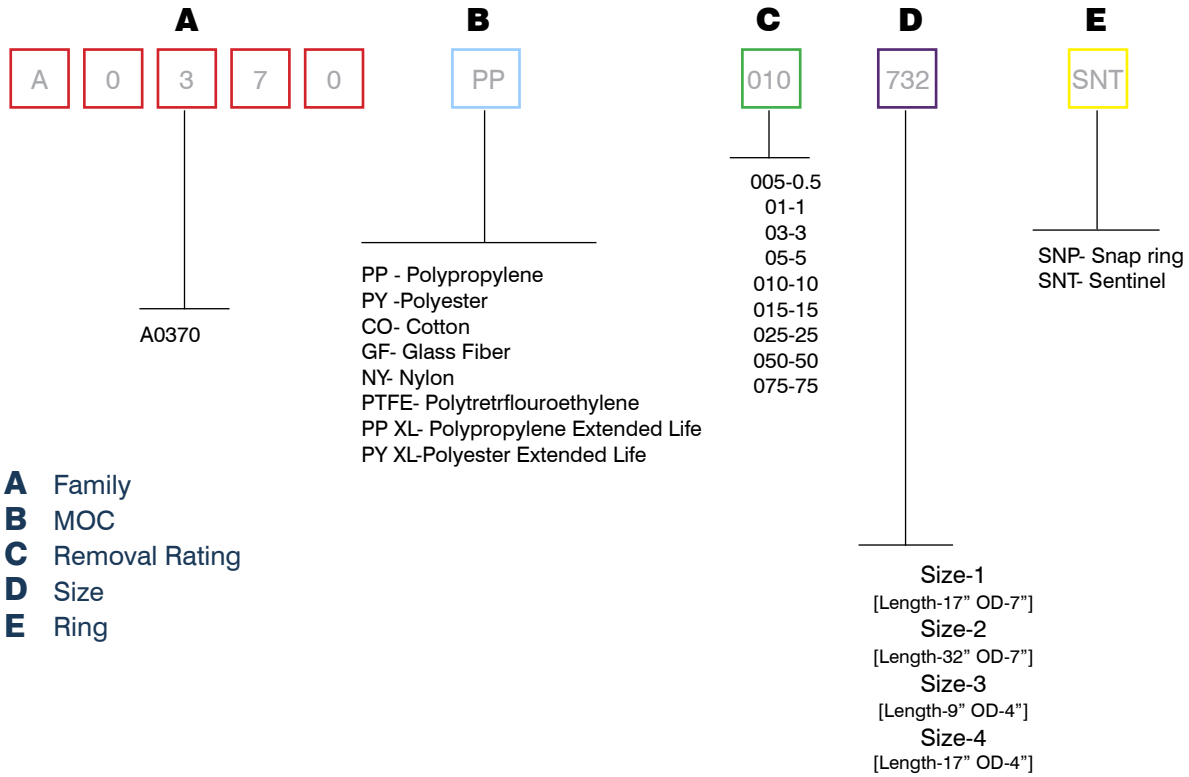 A B C D E
A 0 3 7 0 PP 010 732 SNT
A0370
PP - Polypropylene
PY -Polyester
CO- Cotton
GF- Glass Fiber
NY- Nylon
PTFE- Polytretrflouroethylene
PP XL- Polypropylene Extended Life
PY XL-Polyester Extended Life
005-0.5
01-1
03-3
05-5
010-10
015-15
025-25
050-50
075-75
Size-1
[Length-17” OD-7”]
Size-2
[Length-32” OD-7”]
Size-3
[Length-9” OD-4”]
Size-4
[Length-17” OD-4”]
SNP- Snap ring
SNT- Sentinel
A Family
B MOC
C Removal Rating
D Size
E Ring